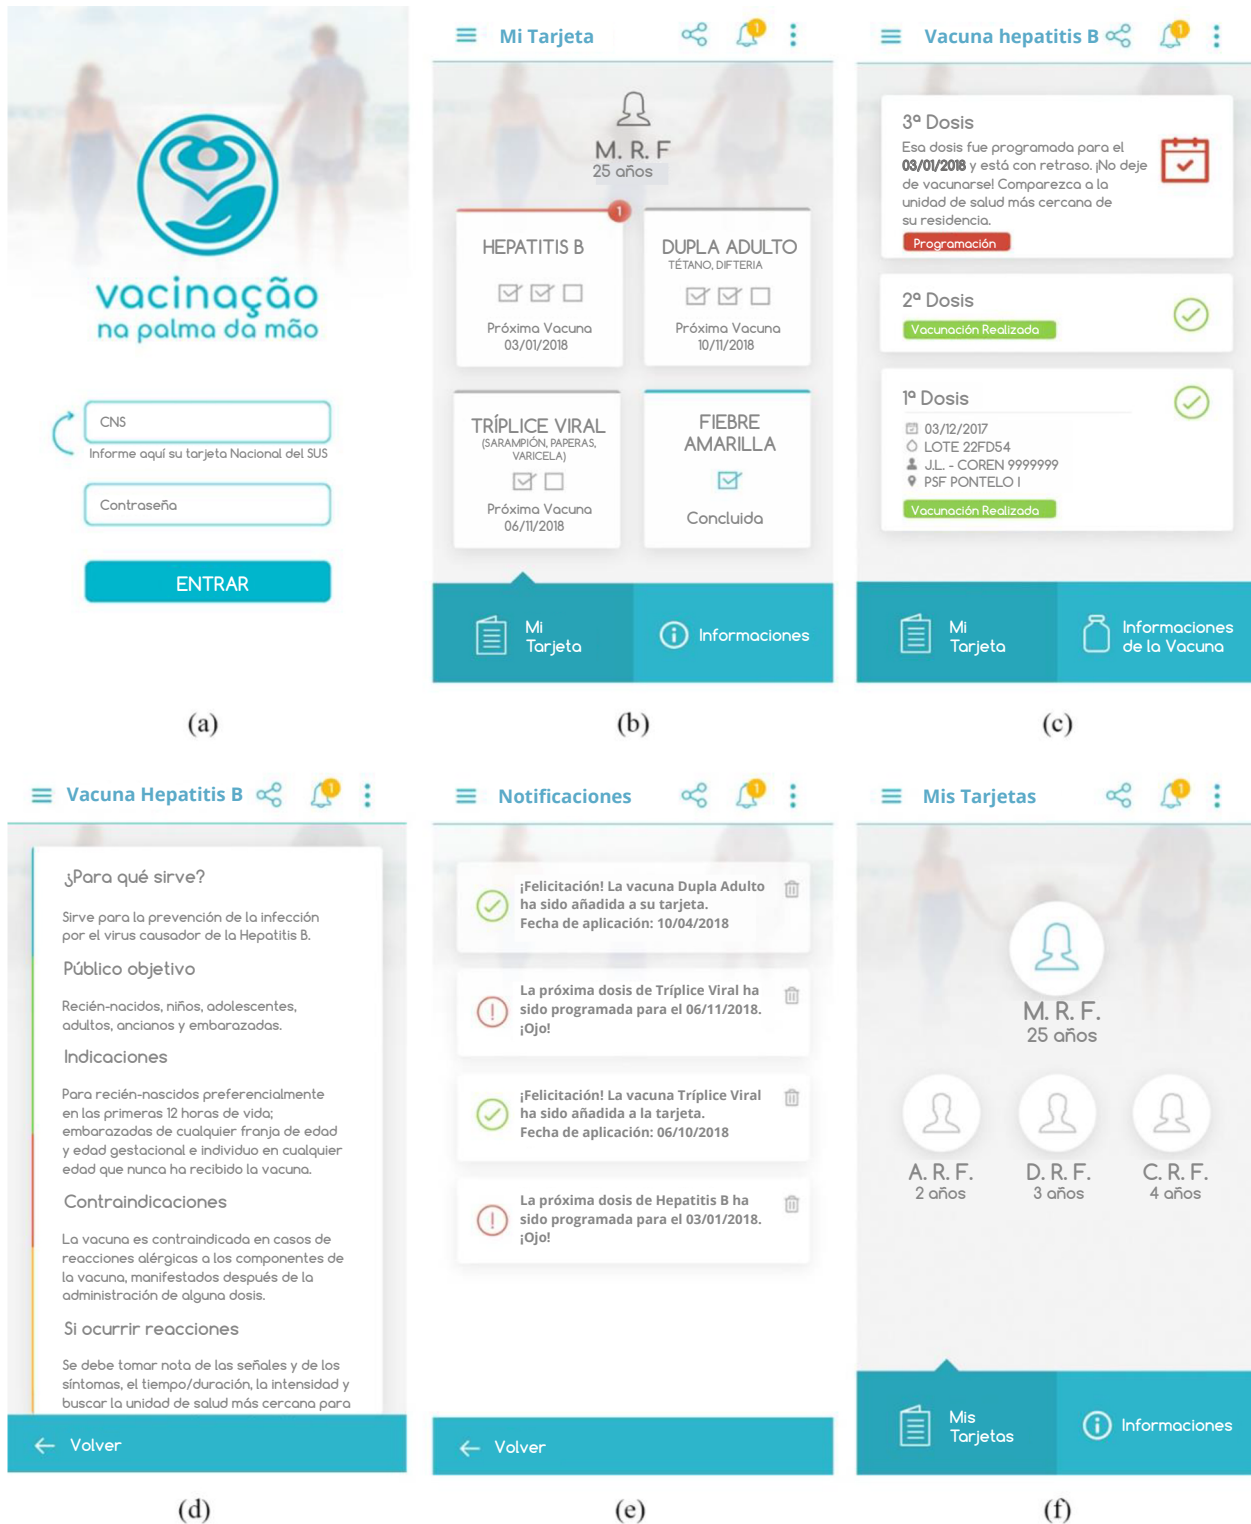 vacinação
na palma da mão
CNS
Informe aquí su tarjeta Nacional del SUS
Contraseña
ENTRAR
(a)
Mi Tarjeta
1
M. R. F
25 años
1
HEPATITIS B
Próxima Vacuna
03/01/2018
DUPLA ADULTO
TÉTANO, DIFTERIA
Próxima Vacuna
10/11/2018
TRÍPLICE VIRAL
(SARAMPIÓN, PAPERAS,
VARICELA)
Próxima Vacuna
06/11/2018
FIEBRE
AMARILLA
Concluida
Mi
Tarjeta
Informaciones
(b)
Vacuna hepatitis B
1
3ª Dosis
Esa dosis fue programada para el
03/01/2018 y está con retraso. ¡No deje
de vacunarse! Comparezca a la
unidad de salud más cercana de
su residencia.
Programación
2ª Dosis
Vacunación Realizada
1ª Dosis
03/12/2017
LOTE 22FD54
J.L. - COREN 9999999
PSF PONTELO I
Vacunación Realizada
Mi
Tarjeta
Informaciones
de la Vacuna
(c)
Vacuna Hepatitis B
1
¿Para qué sirve?
Sirve para la prevención de la infección
por el virus causador de la Hepatitis B.
Público objetivo
Recién-nacidos, niños, adolescentes,
adultos, ancianos y embarazadas.
Indicaciones
Para recién-nascidos preferencialmente
en las primeras 12 horas de vida;
embarazadas de cualquier franja de edad
y edad gestacional e individuo en cualquier
edad que nunca ha recibido la vacuna.
Contraindicaciones
La vacuna es contraindicada en casos de
reacciones alérgicas a los componentes de
la vacuna, manifestados después de la
administración de alguna dosis.
Si ocurrir reacciones
Se debe tomar nota de las señales y de los
síntomas, el tiempo/duración, la intensidad y
buscar la unidad de salud más cercana para
Volver
(d)
Notificaciones
1
¡Felicitación! La vacuna Dupla Adulto
ha sido añadida a su tarjeta.
Fecha de aplicación: 10/04/2018
La próxima dosis de Tríplice Viral ha
sido programada para el 06/11/2018.
¡Ojo!
¡Felicitación! La vacuna Tríplice Viral
ha sido añadida a la tarjeta.
Fecha de aplicación: 06/10/2018
La próxima dosis de Hepatitis B ha
sido programada para el 03/01/2018.
¡Ojo!
Volver
(e)
Mis Tarjetas
1
M. R. F.
25 años
A. R. F.
2 años
D. R. F.
3 años
C. R. F.
4 años
Mis
Tarjetas
Informaciones
(f)